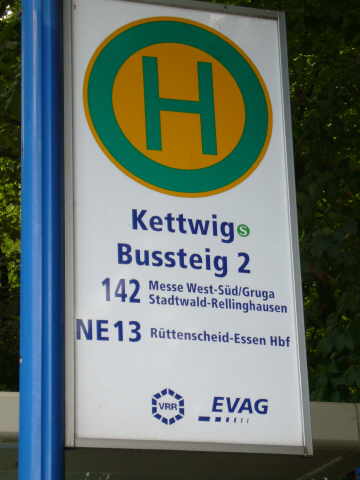 H
Kettwig S
Bussteig 2
142 Messe West-Süd/Gruga
Stadtwald-Rellinghausen
NE13 Rüttenscheid-Essen Hbf
VRR EVAG